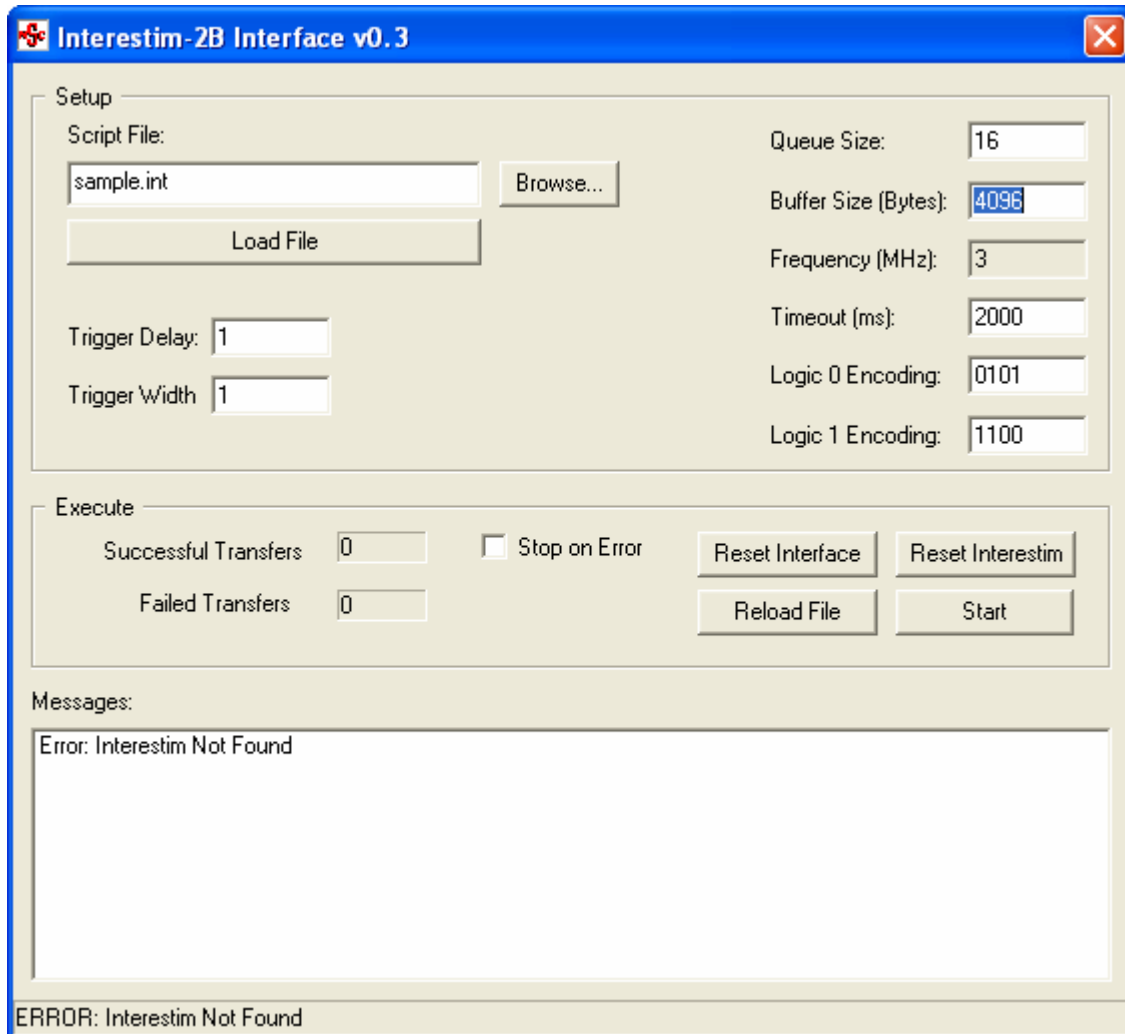 Interestim-2B Interface v0.3
Setup
Script File:
sample.int
Browse...
Load File
Trigger Delay: 1
Trigger Width 1
Queue Size: 16
Buffer Size (Bytes): 4096
Frequency (MHz): 3
Timeout (ms): 2000
Logic 0 Encoding: 0101
Logic 1 Encoding: 1100
Execute
Successful Transfers 0
Failed Transfers 0
Stop on Error
Reset Interface
Reset Interestim
Reload File
Start
Messages:
Error: Interestim Not Found
ERROR: Interestim Not Found